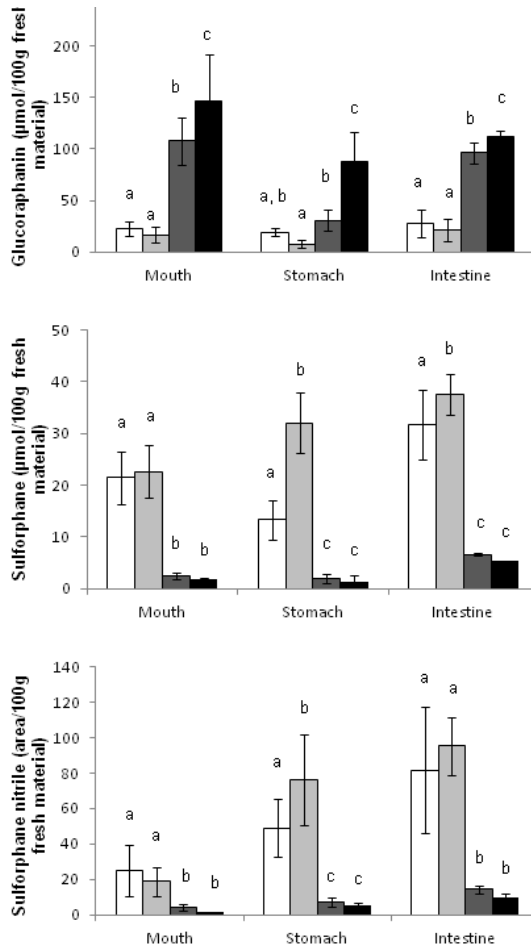 Glucoraphanin (µmol/100g fres
material)
200
150
100
50
0
a
a
b
c
a, b
a
b
c
a
a
b
c
Mouth
Stomach
Intestine
Sulforphane (µmol/100g fresh
material)
50
40
30
20
10
0
a
a
b
b
a
b
c
c
a
b
c
c
Mouth
Stomach
Intestine
Sulforphane nitrile (area/100g
fresh material)
140
120
100
80
60
40
20
0
a
a
b
b
a
b
c
c
a
a
b
b
Mouth
Stomach
Intestine